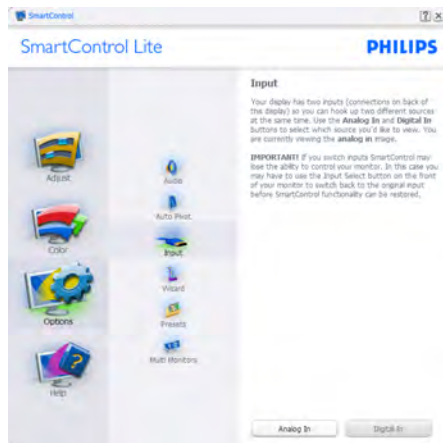 SmartControl
SmartControl Lite
PHILIPS
Input
Your display has two inputs (connections on back of
the display) so you can hook up two different sources
at the same time. Use the Analog In and Digital In
buttons to select which source you'd like to view. You
are currently viewing the analog in image.
IMPORTANT! If you switch inputs SmartControl may
lose the ability to control your monitor. In this case you
may have to use the Input Select button on the front
of your monitor to switch back to the original input
before SmartControl functionality can be restored.
Adjust
Color
Options
Help
Audio
Auto Pivot
Input
Wizard
Presets
Multi Monitors
Analog In
Digital In